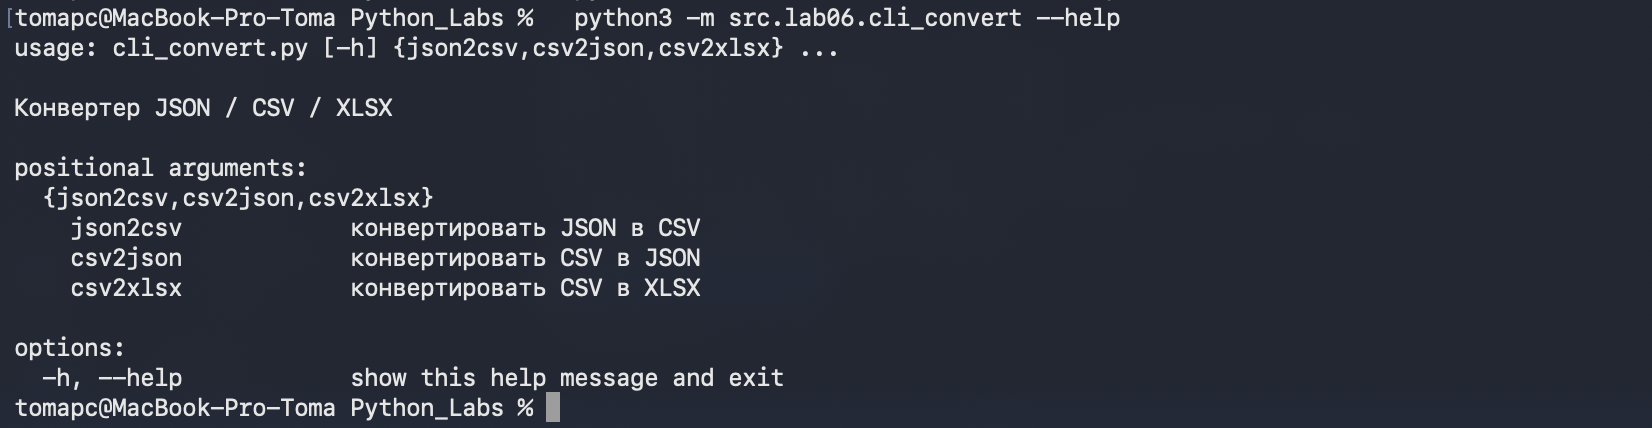 [tomapc@MacBook-Pro-Toma Python_Labs %   python3 -m src.lab06.cli_convert --help
usage: cli_convert.py [-h] {json2csv,csv2json,csv2xlsx} ...
Конвертер JSON / CSV / XLSX
positional arguments:
  {json2csv,csv2json,csv2xlsx}
    json2csv            конвертировать JSON в CSV
    csv2json            конвертировать CSV в JSON
    csv2xlsx            конвертировать CSV в XLSX
options:
  -h, --help            show this help message and exit
tomapc@MacBook-Pro-Toma Python_Labs %